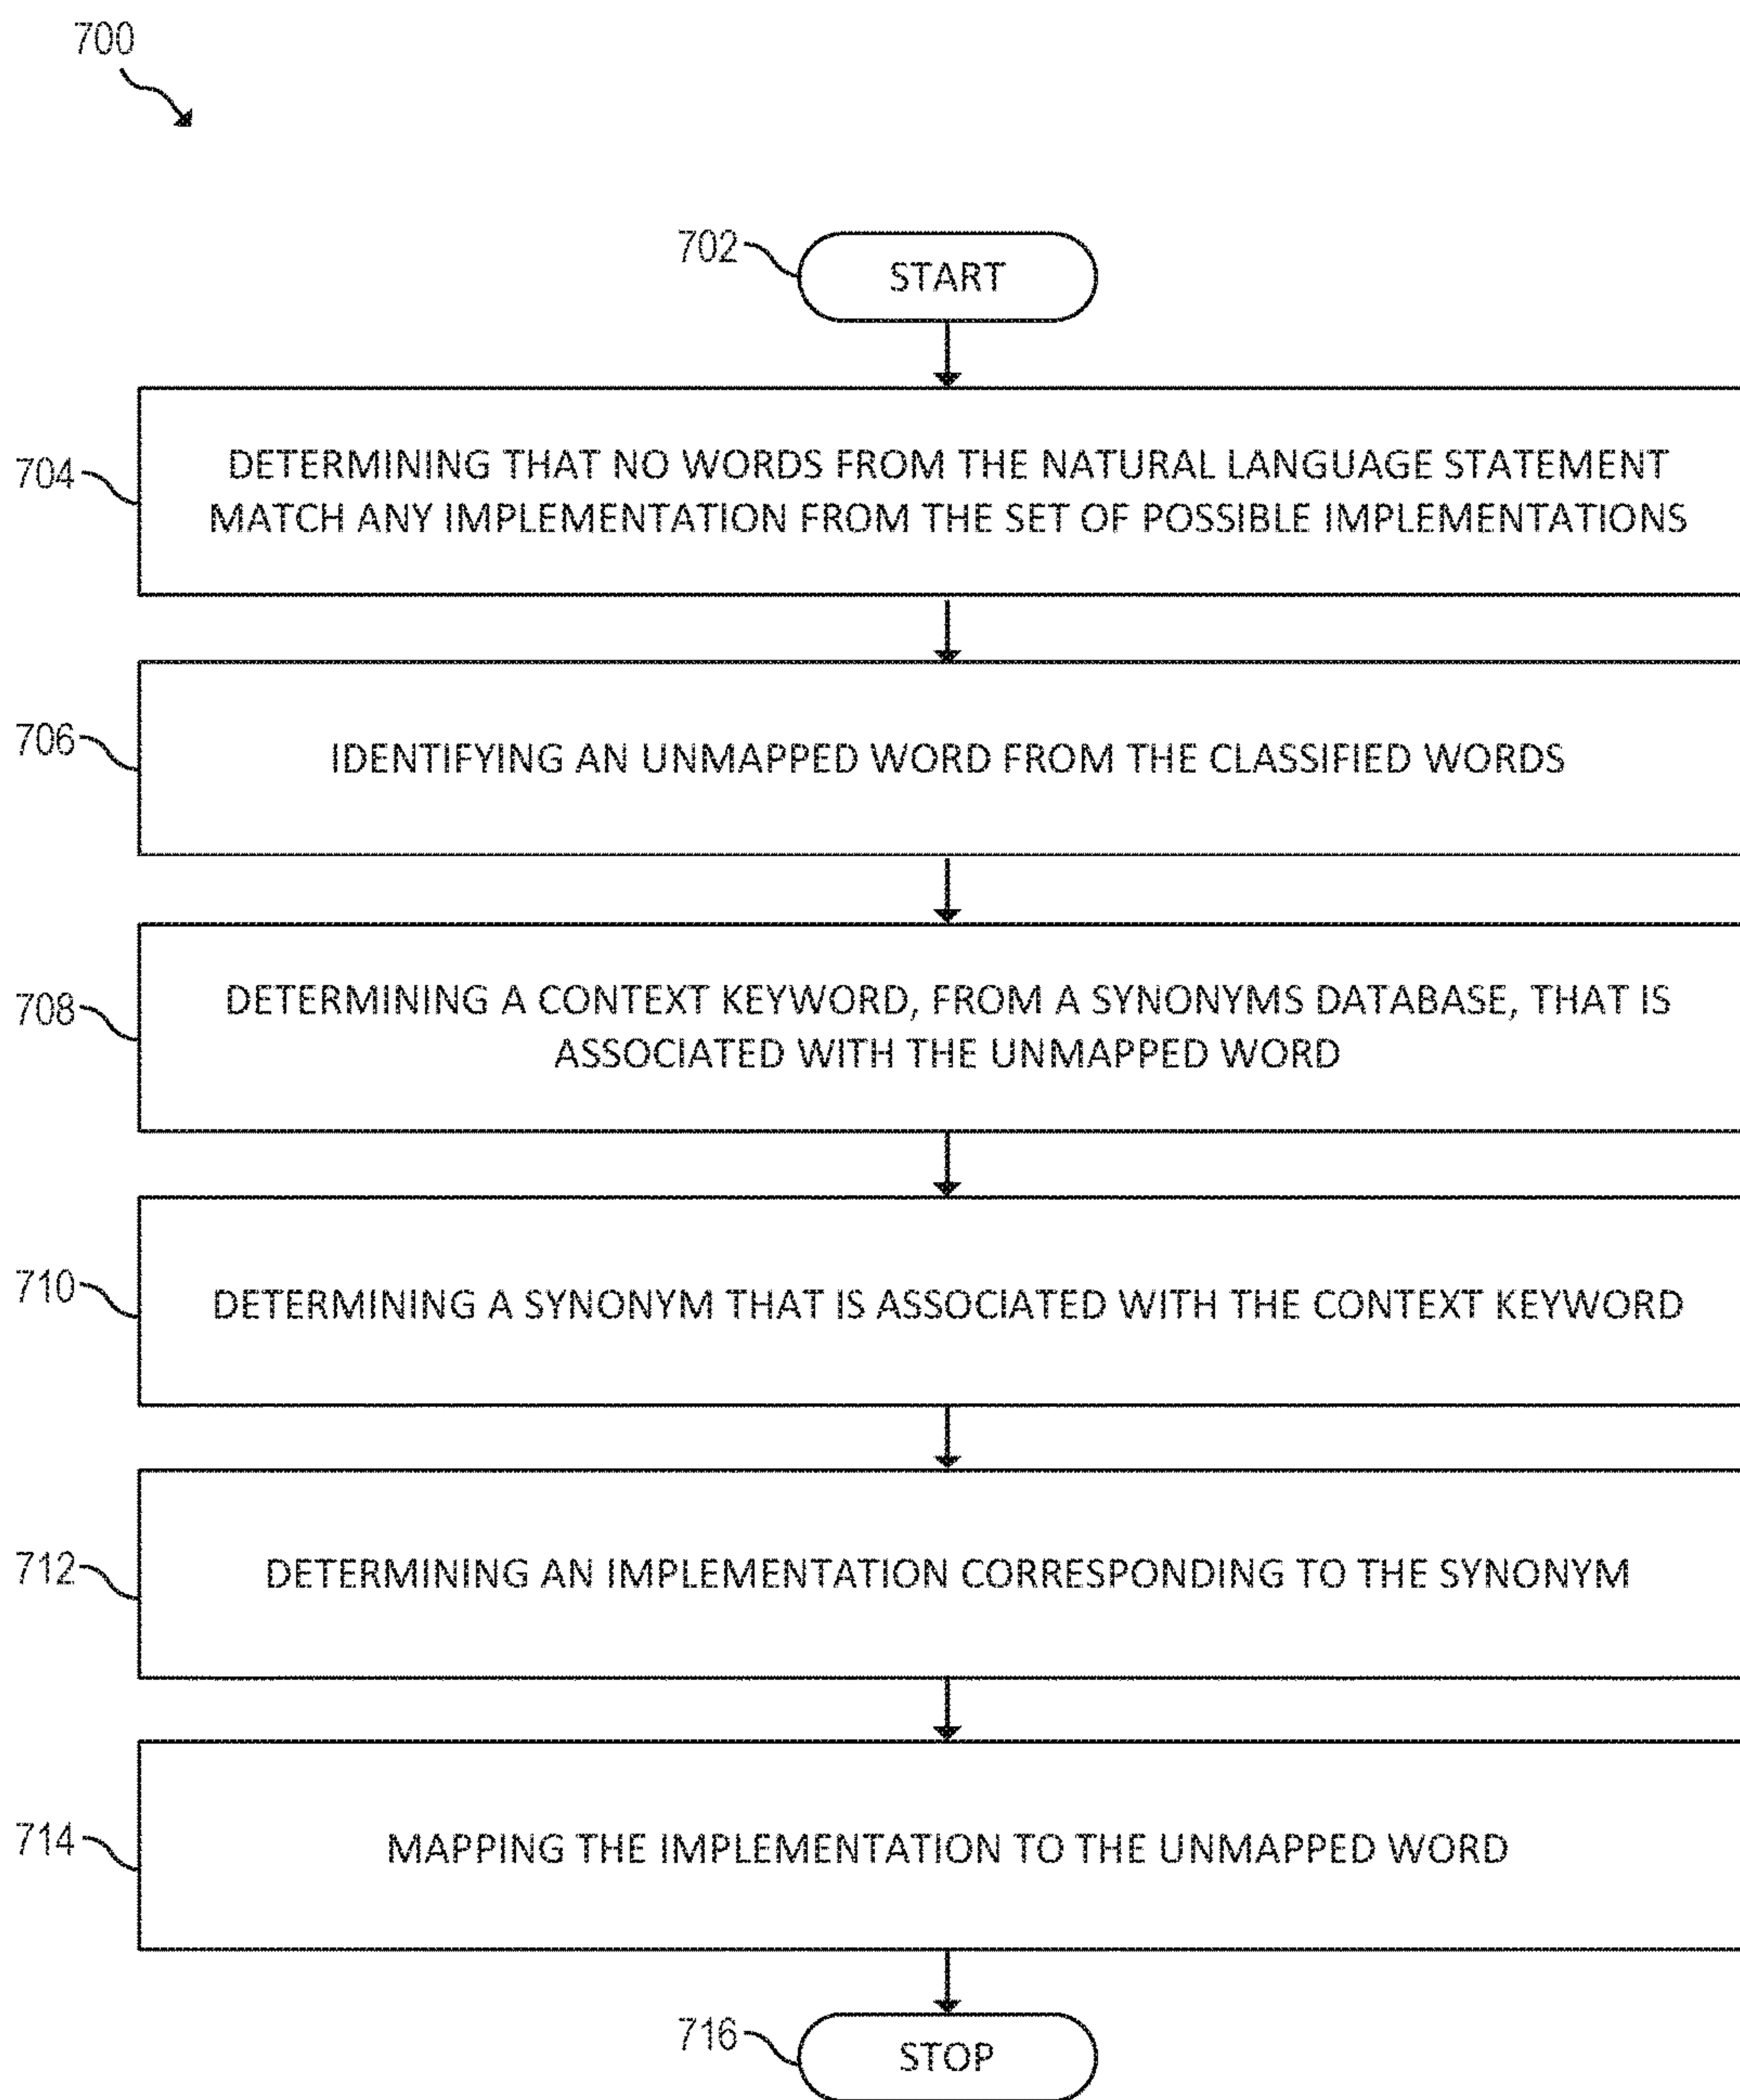 700
702
START
704
DETERMINING THAT NO WORDS FROM THE NATURAL LANGUAGE STATEMENT
MATCH ANY IMPLEMENTATION FROM THE SET OF POSSIBLE IMPLEMENTATIONS
706
IDENTIFYING AN UNMAPPED WORD FROM THE CLASSIFIED WORDS
708
DETERMINING A CONTEXT KEYWORD, FROM A SYNONYMS DATABASE, THAT IS
ASSOCIATED WITH THE UNMAPPED WORD
710
DETERMINING A SYNONYM THAT IS ASSOCIATED WITH THE CONTEXT KEYWORD
712
DETERMINING AN IMPLEMENTATION CORRESPONDING TO THE SYNONYM
714
MAPPING THE IMPLEMENTATION TO THE UNMAPPED WORD
716
STOP